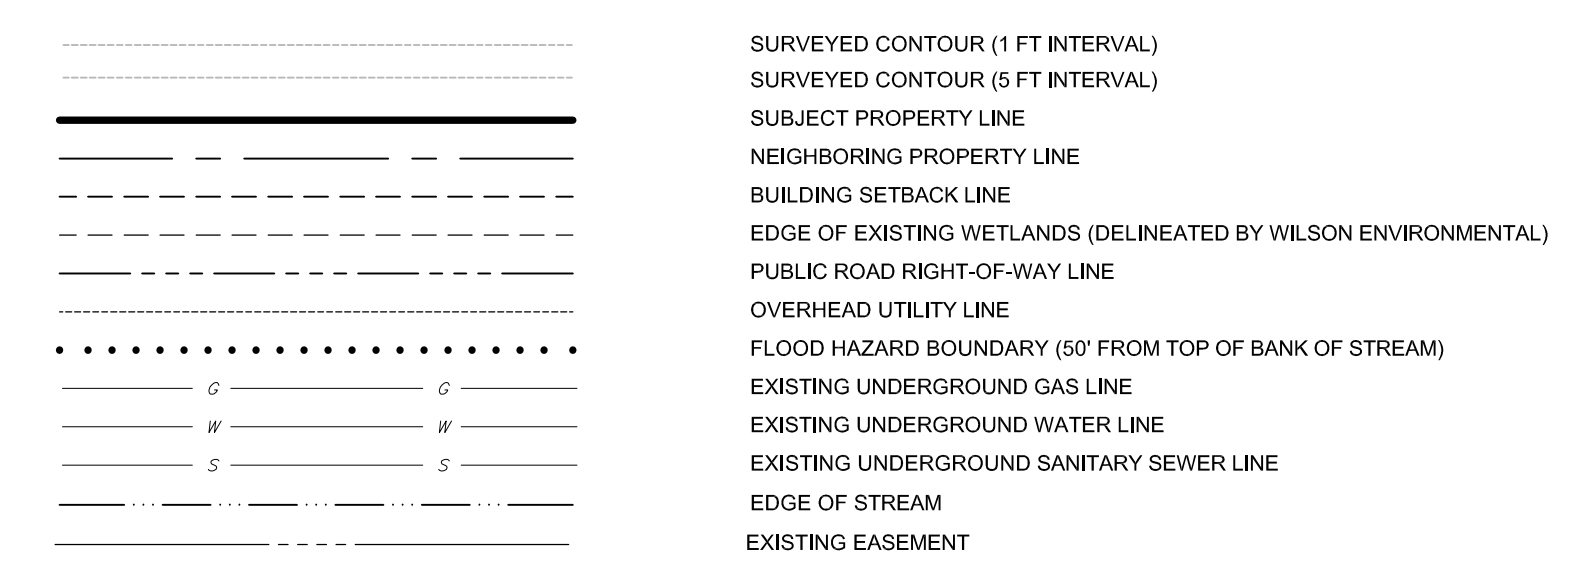 SURVEYED CONTOUR (1 FT INTERVAL)
SURVEYED CONTOUR (5 FT INTERVAL)
SUBJECT PROPERTY LINE
NEIGHBORING PROPERTY LINE
BUILDING SETBACK LINE
EDGE OF EXISTING WETLANDS (DELINEATED BY WILSON ENVIRONMENTAL)
PUBLIC ROAD RIGHT-OF-WAY LINE
OVERHEAD UTILITY LINE
FLOOD HAZARD BOUNDARY (50' FROM TOP OF BANK OF STREAM)
G G EXISTING UNDERGROUND GAS LINE
W W EXISTING UNDERGROUND WATER LINE
S S EXISTING UNDERGROUND SANITARY SEWER LINE
EDGE OF STREAM
EXISTING EASEMENT